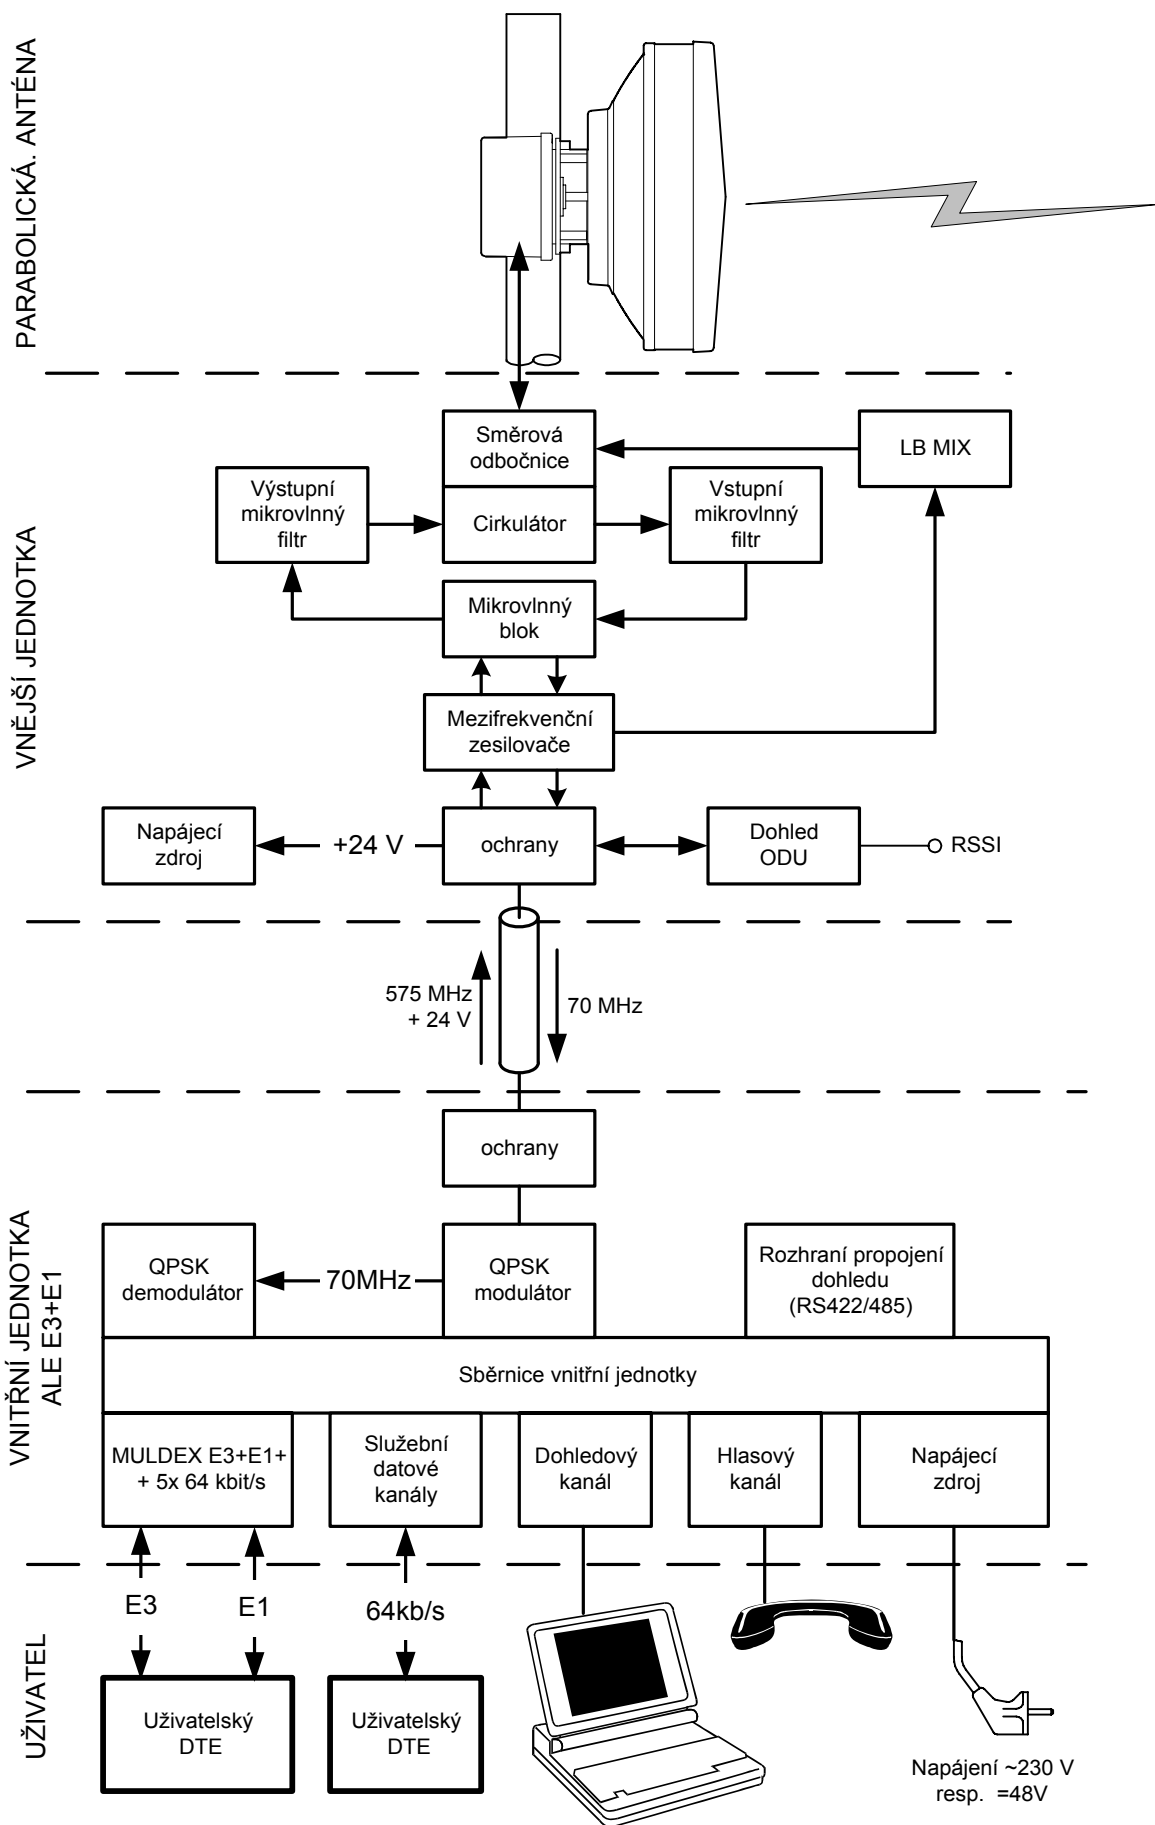 PARABOLICKÁ. ANTÉNA
Směrová
odbočnice
LB MIX
Výstupní
mikrovlnný
filtr
Cirkulátor
Vstupní
mikrovlnný
filtr
VNĚJŠÍ JEDNOTKA
Mikrovlnný
blok
Mezifrekvenční
zesilovače
Napájecí
zdroj
+24 V
ochrany
Dohled
ODU
RSSI
575 MHz
+ 24 V
70 MHz
ochrany
VNITŘNÍ JEDNOTKA
ALE E3+E1
QPSK
demodulátor
70MHz
QPSK
modulátor
Rozhraní propojení
dohledu
(RS422/485)
Sběrnice vnitřní jednotky
MULDEX E3+E1+
+ 5x 64 kbit/s
Služební
datové
kanály
Dohledový
kanál
Hlasový
kanál
Napájecí
zdroj
UŽIVATEL
E3
E1
64kb/s
Uživatelský
DTE
Uživatelský
DTE
Napájení ~230 V
resp. =48V